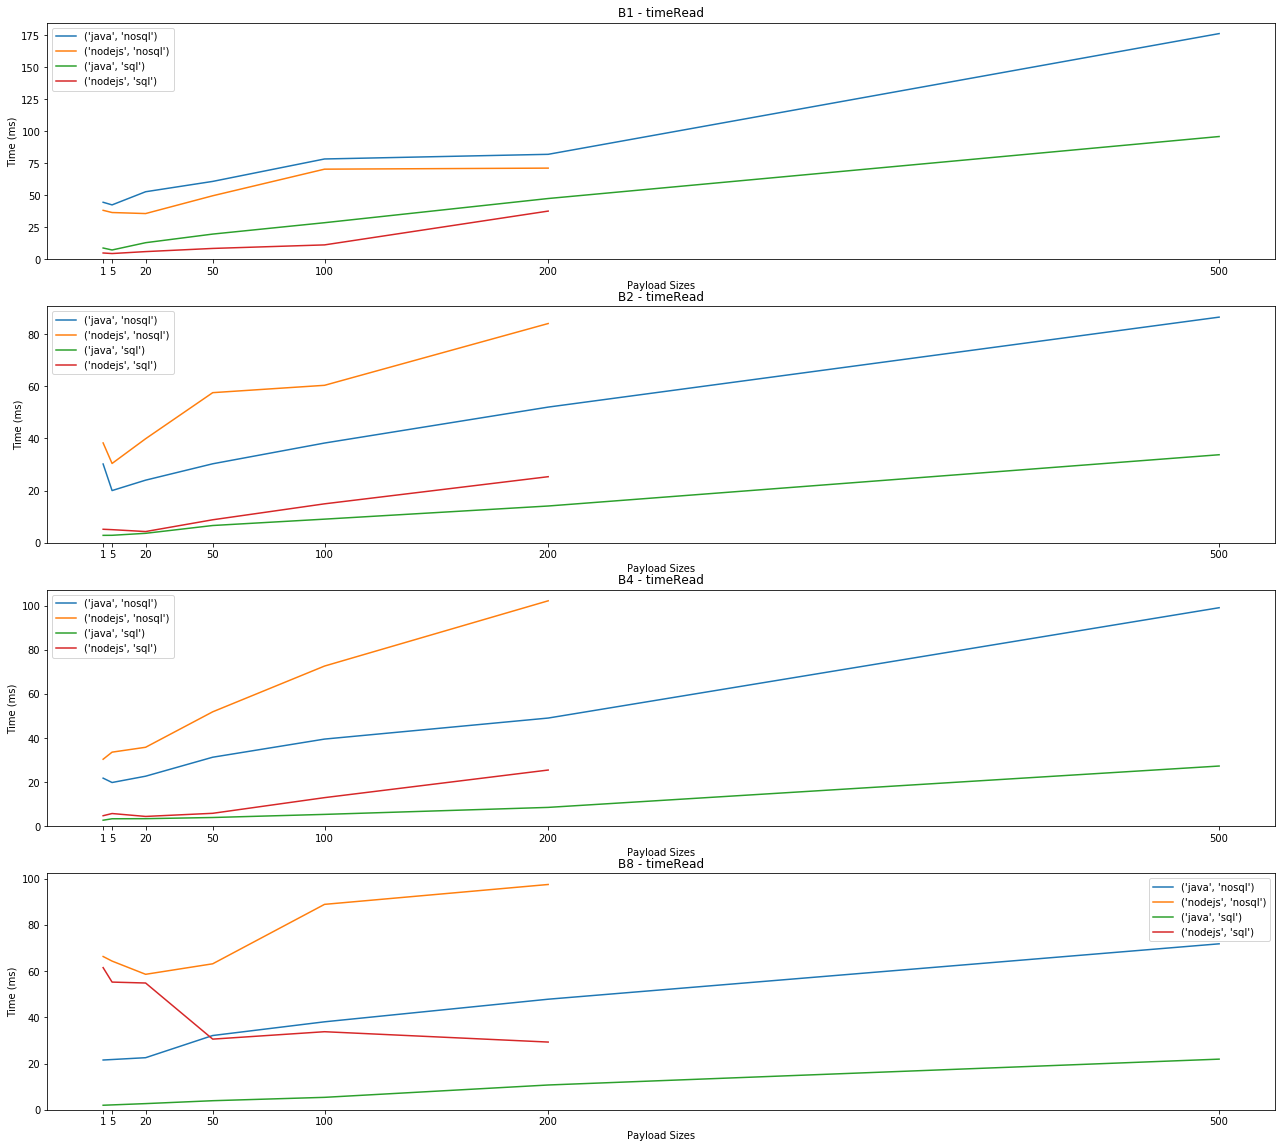 B1 - timeRead
('java', 'nosql')
('nodejs', 'nosql')
('java', 'sql')
('nodejs', 'sql')
175
150
125
100
75
50
25
0
Time (ms)
1 5 20 50 100 200 500
Payload Sizes
B2 - timeRead
('java', 'nosql')
('nodejs', 'nosql')
('java', 'sql')
('nodejs', 'sql')
80
60
40
20
0
Time (ms)
1 5 20 50 100 200 500
Payload Sizes
B4 - timeRead
('java', 'nosql')
('nodejs', 'nosql')
('java', 'sql')
('nodejs', 'sql')
100
80
60
40
20
0
Time (ms)
1 5 20 50 100 200 500
Payload Sizes
B8 - timeRead
('java', 'nosql')
('nodejs', 'nosql')
('java', 'sql')
('nodejs', 'sql')
100
80
60
40
20
0
Time (ms)
1 5 20 50 100 200 500
Payload Sizes